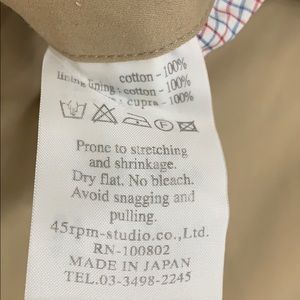 cotton - 100%
lining lining : cotton - 100%
: cupra - 100%
Prone to stretching
and shrinkage.
Dry flat. No bleach.
Avoid snagging and
pulling.
45rpm-studio.co.,Ltd.
RN-100802
MADE IN JAPAN
TEL.03-3498-2245